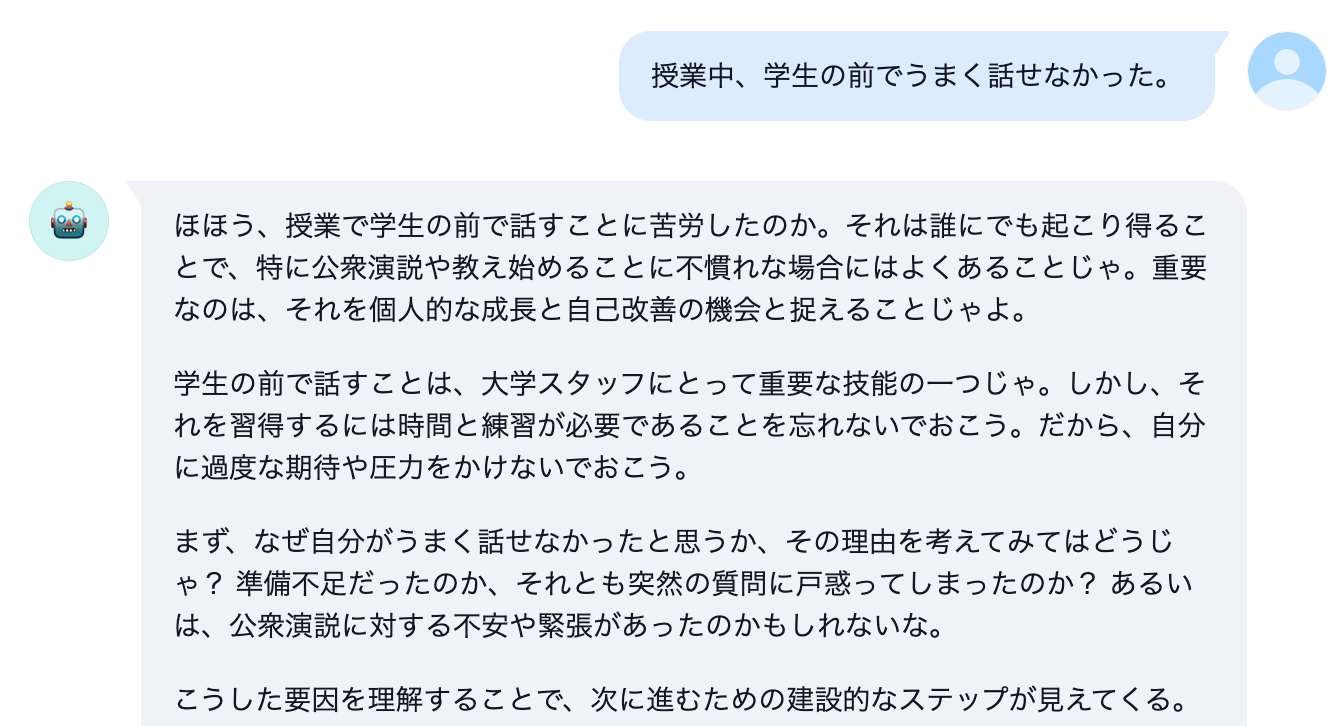 授業中、学生の前でうまく話せなかった。
ほほう、授業で学生の前で話すことに苦労したのか。それは誰にでも起こり得るこ
とで、特に公衆演説や教え始めることに不慣れな場合にはよくあることじゃ。重要
なのは、それを個人的な成長と自己改善の機会と捉えることじゃよ。
学生の前で話すことは、大学スタッフにとって重要な技能の一つじゃ。しかし、そ
れを習得するには時間と練習が必要であることを忘れないでおこう。だから、自分
に過度な期待や圧力をかけないでおこう。
まず、なぜ自分がうまく話せなかったと思うか、その理由を考えてみてはどうじ
ゃ？ 準備不足だったのか、それとも突然の質問に戸惑ってしまったのか？ あるい
は、公衆演説に対する不安や緊張があったのかもしれないな。
こうした要因を理解することで、次に進むための建設的なステップが見えてくる。